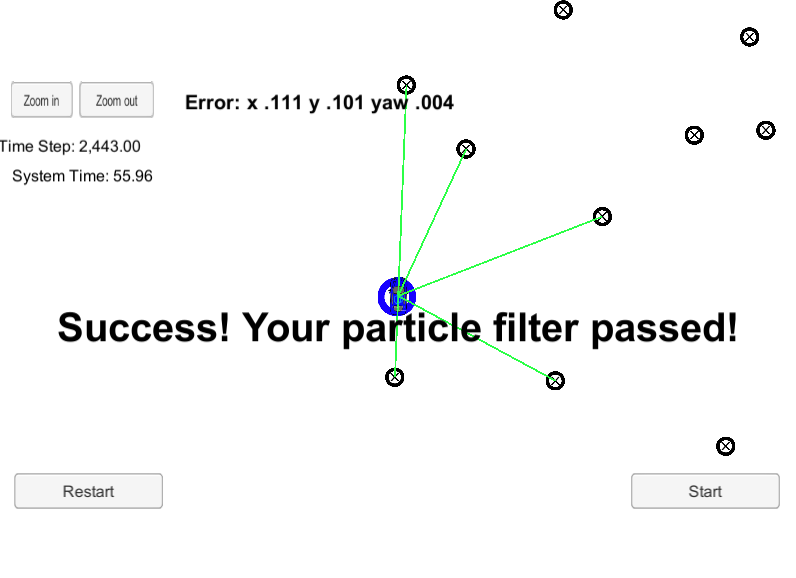 Zoom in
Zoom out
Error: x .111 y .101 yaw .004
Time Step: 2,443.00
System Time: 55.96
Success! Your particle filter passed!
Restart
Start